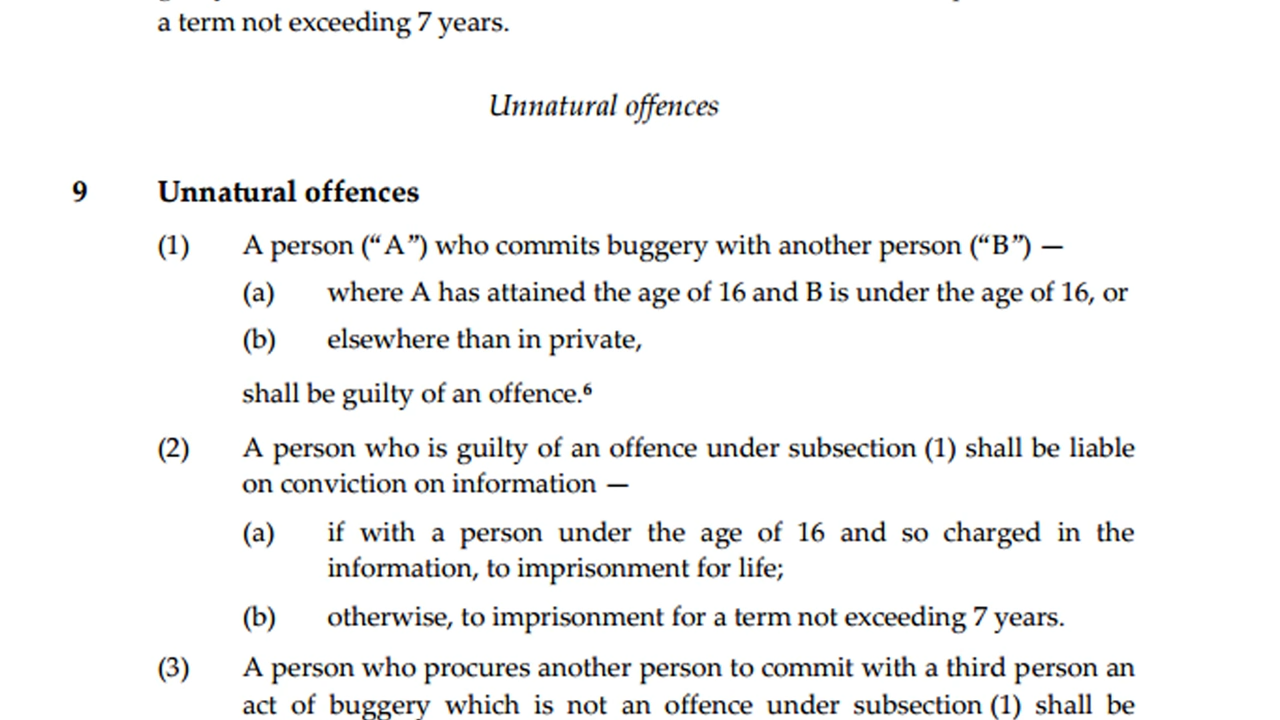 a term not exceeding 7 years.
Unnatural offences
9 Unnatural offences
(1) A person (“A”) who commits buggery with another person (“B”) —
(a) where A has attained the age of 16 and B is under the age of 16, or
(b) elsewhere than in private,
shall be guilty of an offence.⁶
(2) A person who is guilty of an offence under subsection (1) shall be liable
on conviction on information —
(a) if with a person under the age of 16 and so charged in the
information, to imprisonment for life;
(b) otherwise, to imprisonment for a term not exceeding 7 years.
(3) A person who procures another person to commit with a third person an
act of buggery which is not an offence under subsection (1) shall be